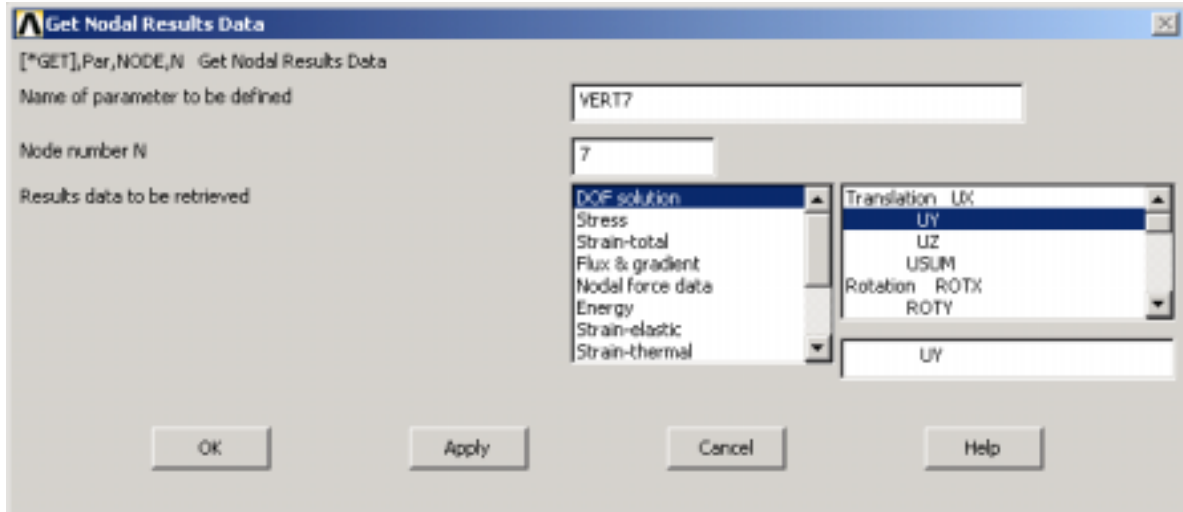 Get Nodal Results Data
[*GET],Par,NODE,N Get Nodal Results Data
Name of parameter to be defined
VERT7
Node number N
7
Results data to be retrieved
DOF solution
Stress
Strain-total
Flux & gradient
Nodal force data
Energy
Strain-elastic
Strain-thermal
Translation UX
UY
UZ
USUM
Rotation ROTX
ROTY
UY
OK Apply Cancel Help